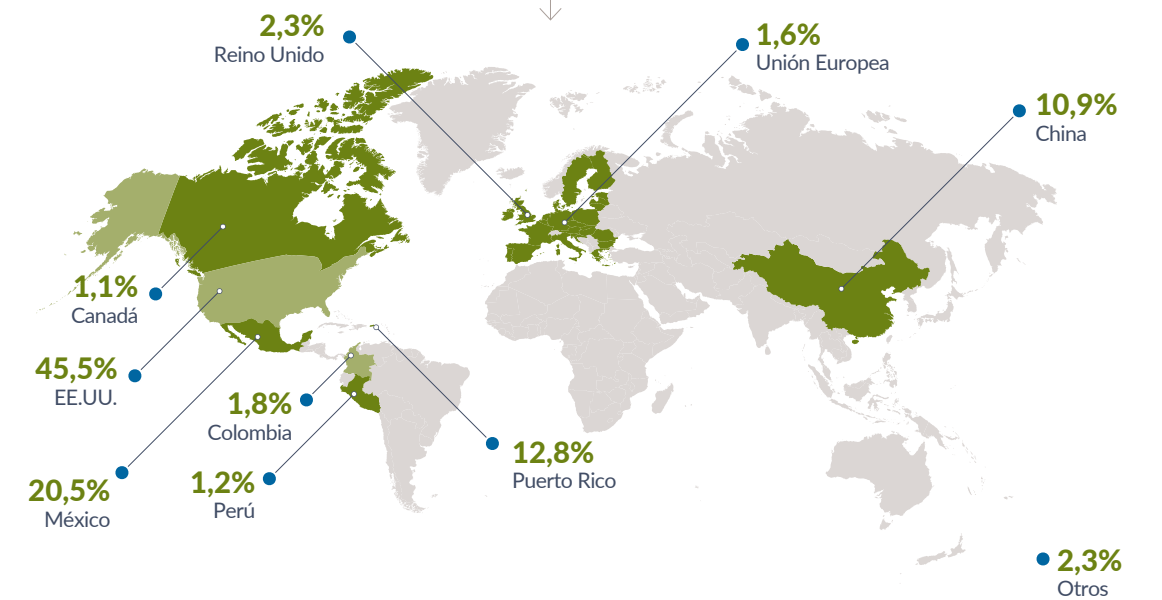 2,3%
Reino Unido
1,6%
Unión Europea
10,9%
China
1,1%
Canadá
45,5%
EE.UU.
1,8%
Colombia
12,8%
Puerto Rico
20,5%
México
1,2%
Perú
2,3%
Otros